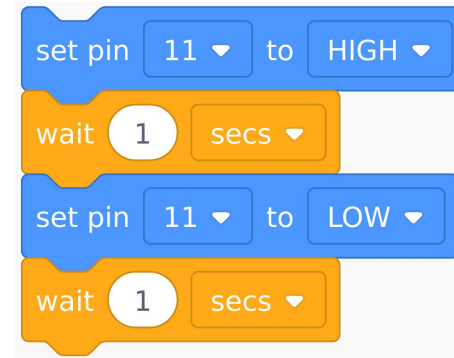 set pin 11 to HIGH
wait 1 secs
set pin 11 to LOW
wait 1 secs